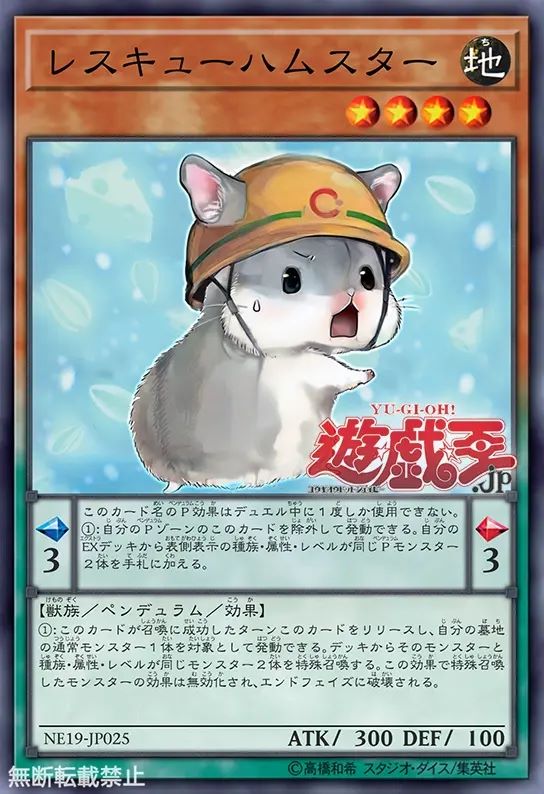 レスキューハムスター
地
C
YU-GI-OH!
遊戯王
.jp
このカード名のP効果はデュエル中に1度しか使用できない。
①:自分のPゾーンのこのカードを除外して発動できる。自分の
EXデッキから表側表示の種族・属性・レベルが同じPモンスター
2体を手札に加える。
3
3
【獣族/ペンデュラム/効果】
①:このカードが召喚に成功したターンこのカードをリリースし、自分の墓地
の通常モンスター1体を対象として発動できる。デッキからそのモンスターと
種族・属性・レベルが同じモンスター2体を特殊召喚する。この効果で特殊召喚
したモンスターの効果は無効化され、エンドフェイズに破壊される。
NE19-JP025
ATK/ 300 DEF/ 100
無断転載禁止
©高橋和希 スタジオ・ダイス/集英社